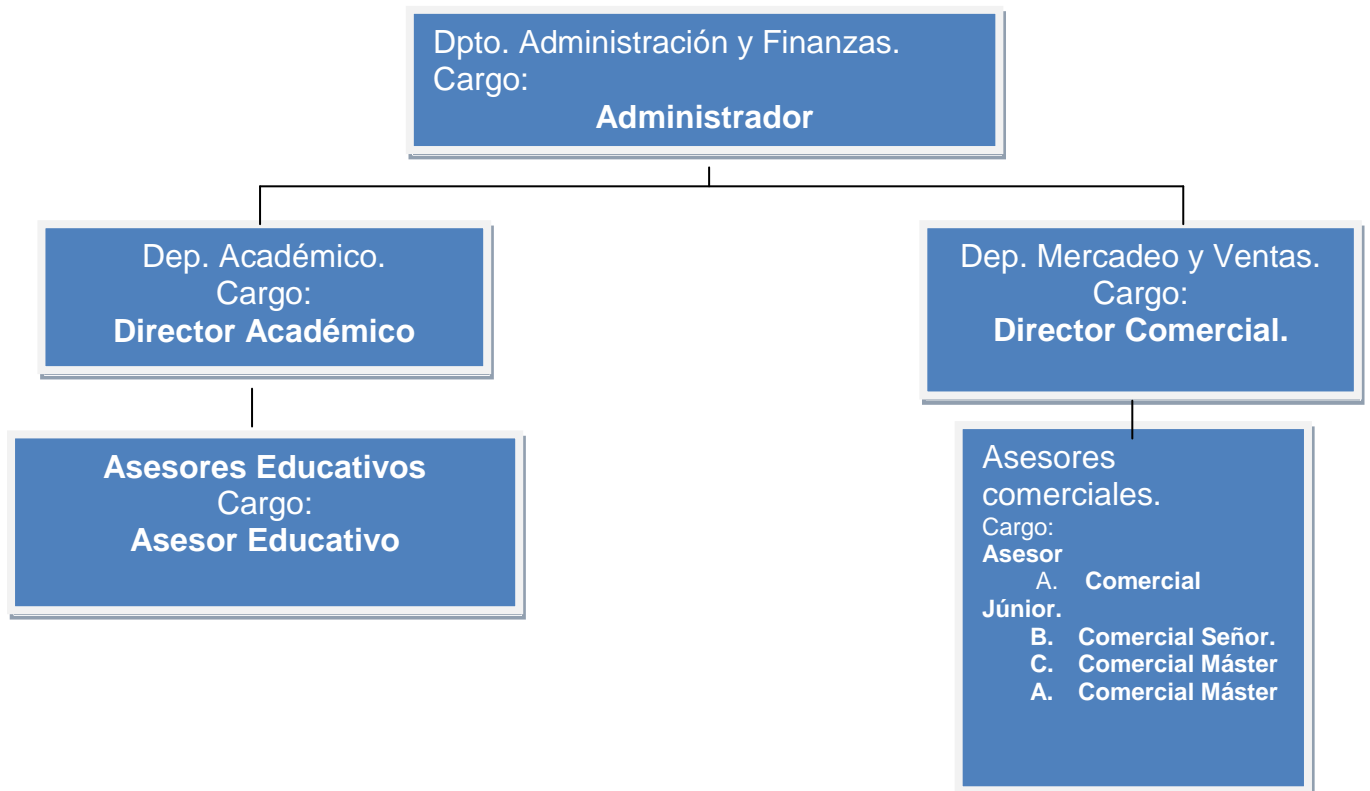 Dpto. Administración y Finanzas.
Cargo:
Administrador
Dep. Académico.
Cargo:
Director Académico
Dep. Mercadeo y Ventas.
Cargo:
Director Comercial.
Asesores Educativos
Cargo:
Asesor Educativo
Asesores
comerciales.
Cargo:
Asesor
A. Comercial
Júnior.
B. Comercial Señor.
C. Comercial Máster
A. Comercial Máster